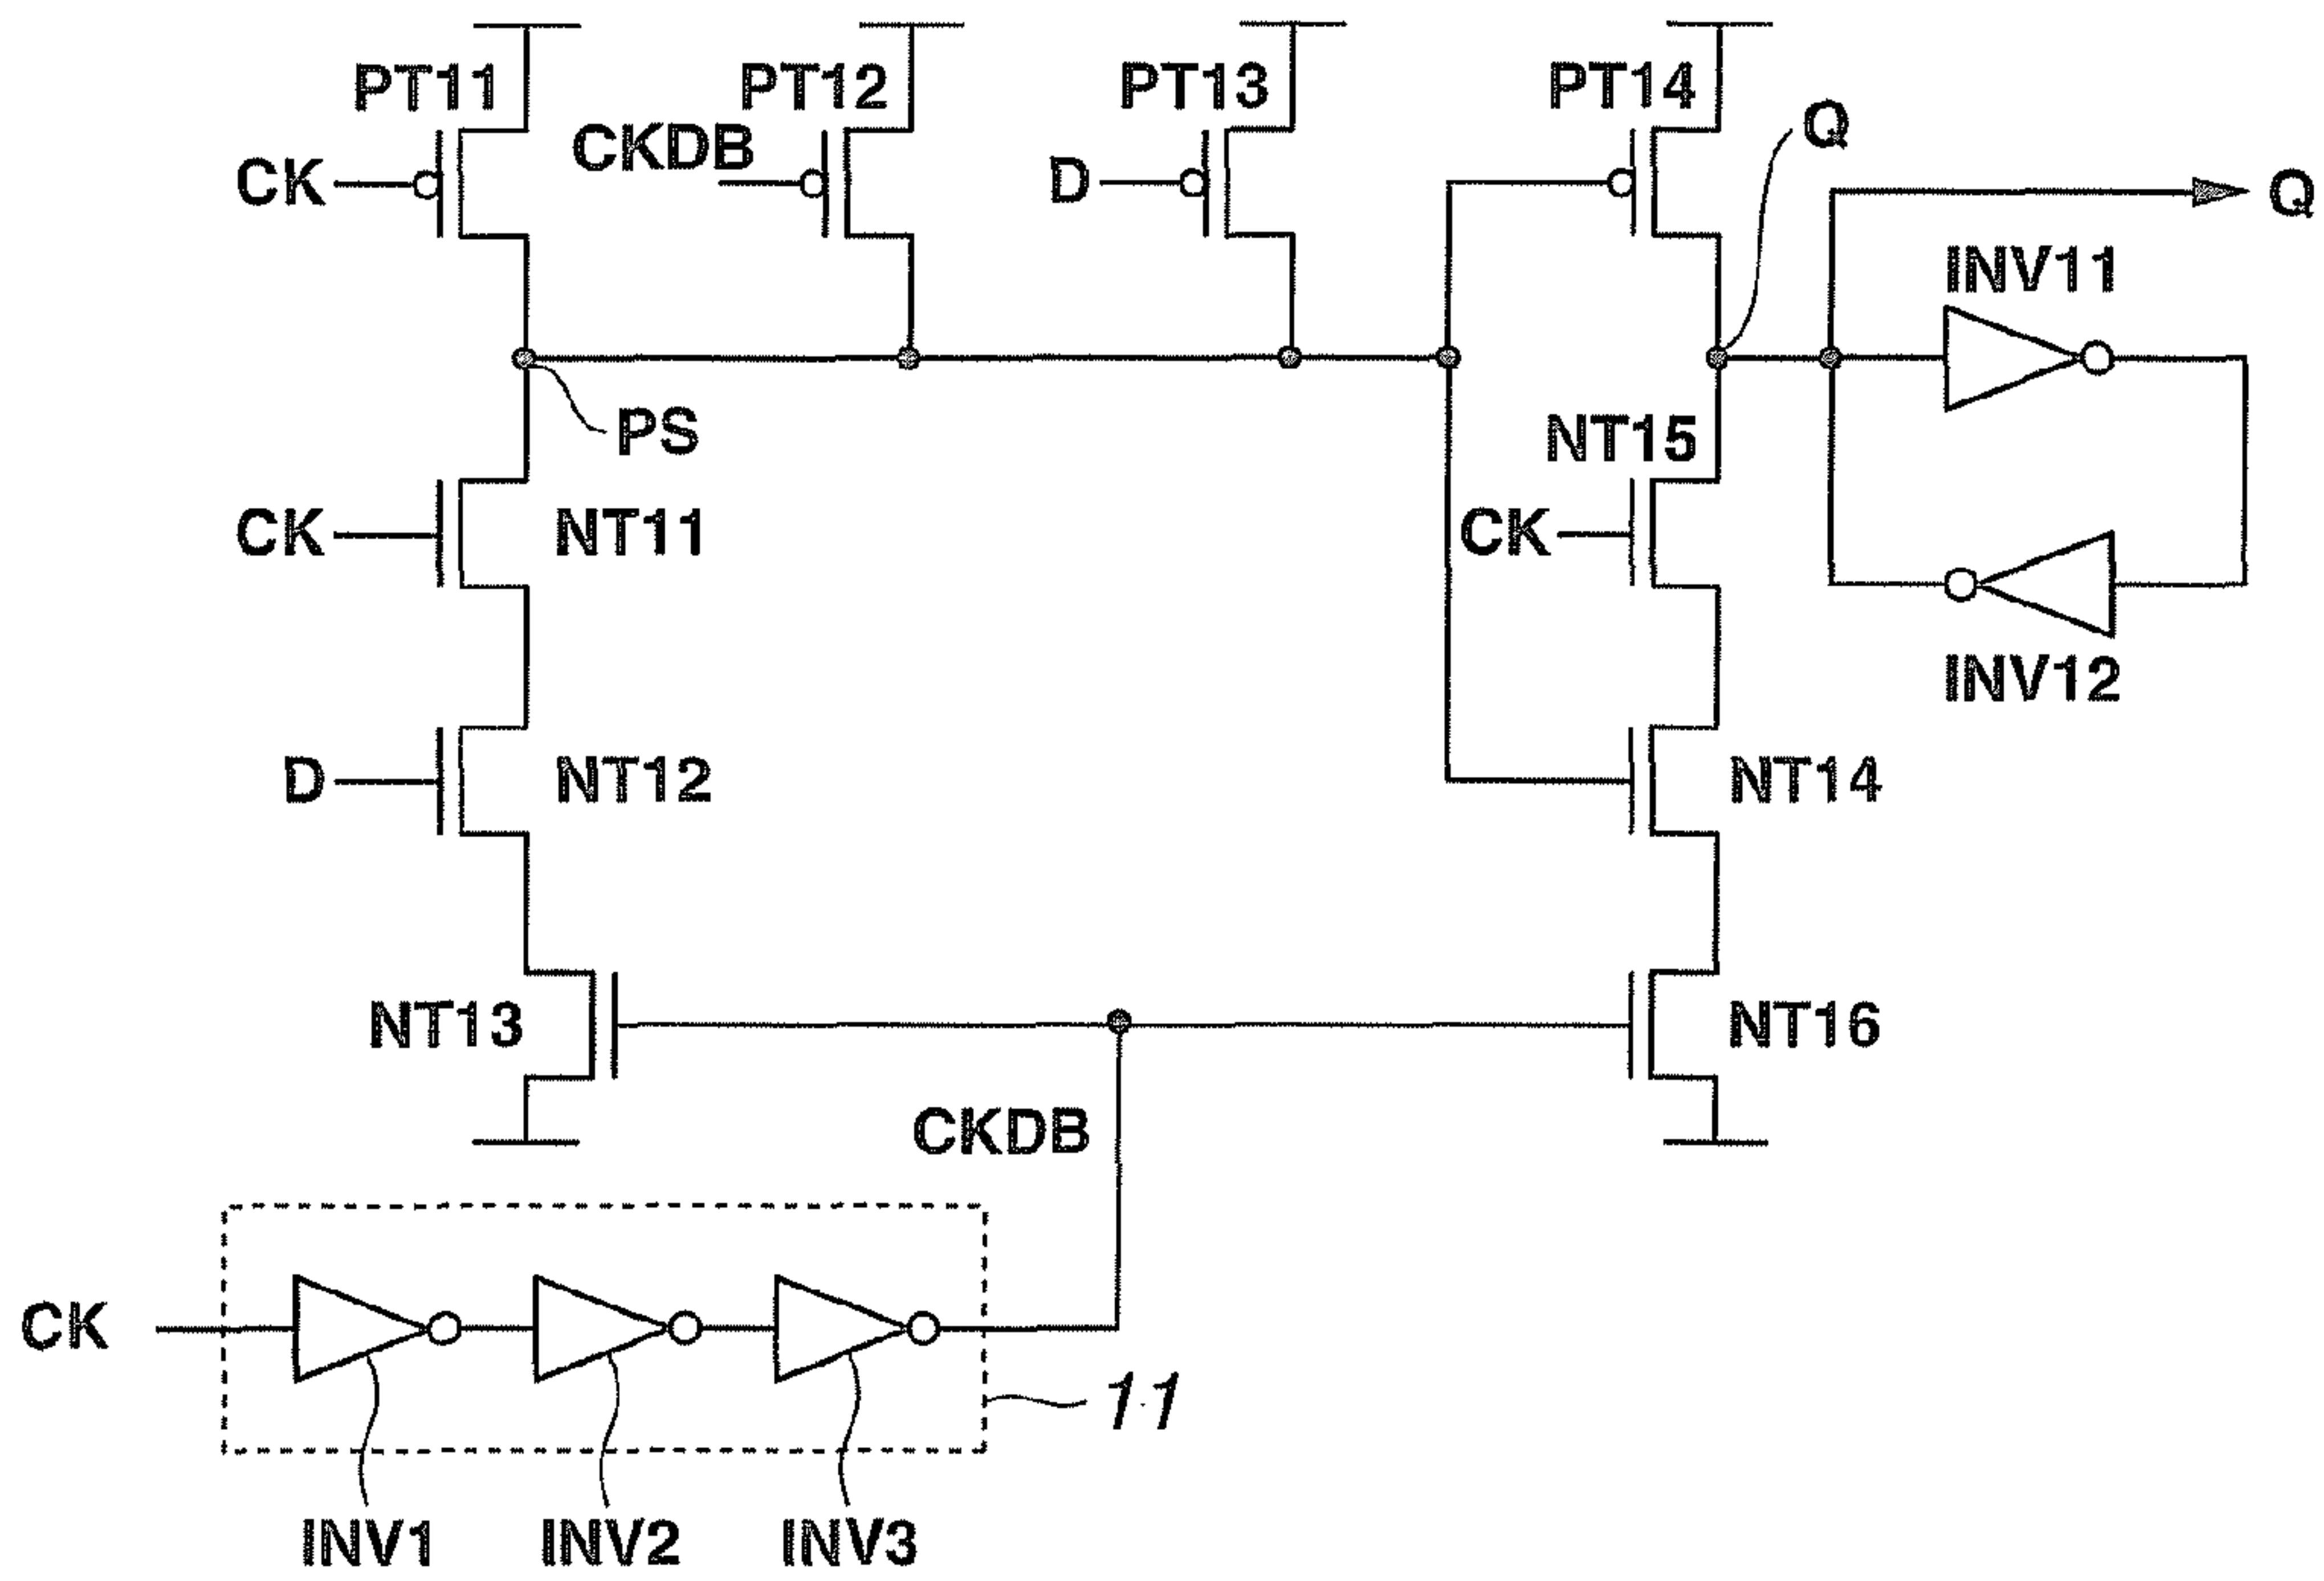 PT11
PT12
PT13
PT14
CK
CKDB
D
Q
Q
INV11
PS
NT15
CK
NT11
CK
INV12
D
NT12
NT14
NT13
NT16
CKDB
CK
11
INV1
INV2
INV3